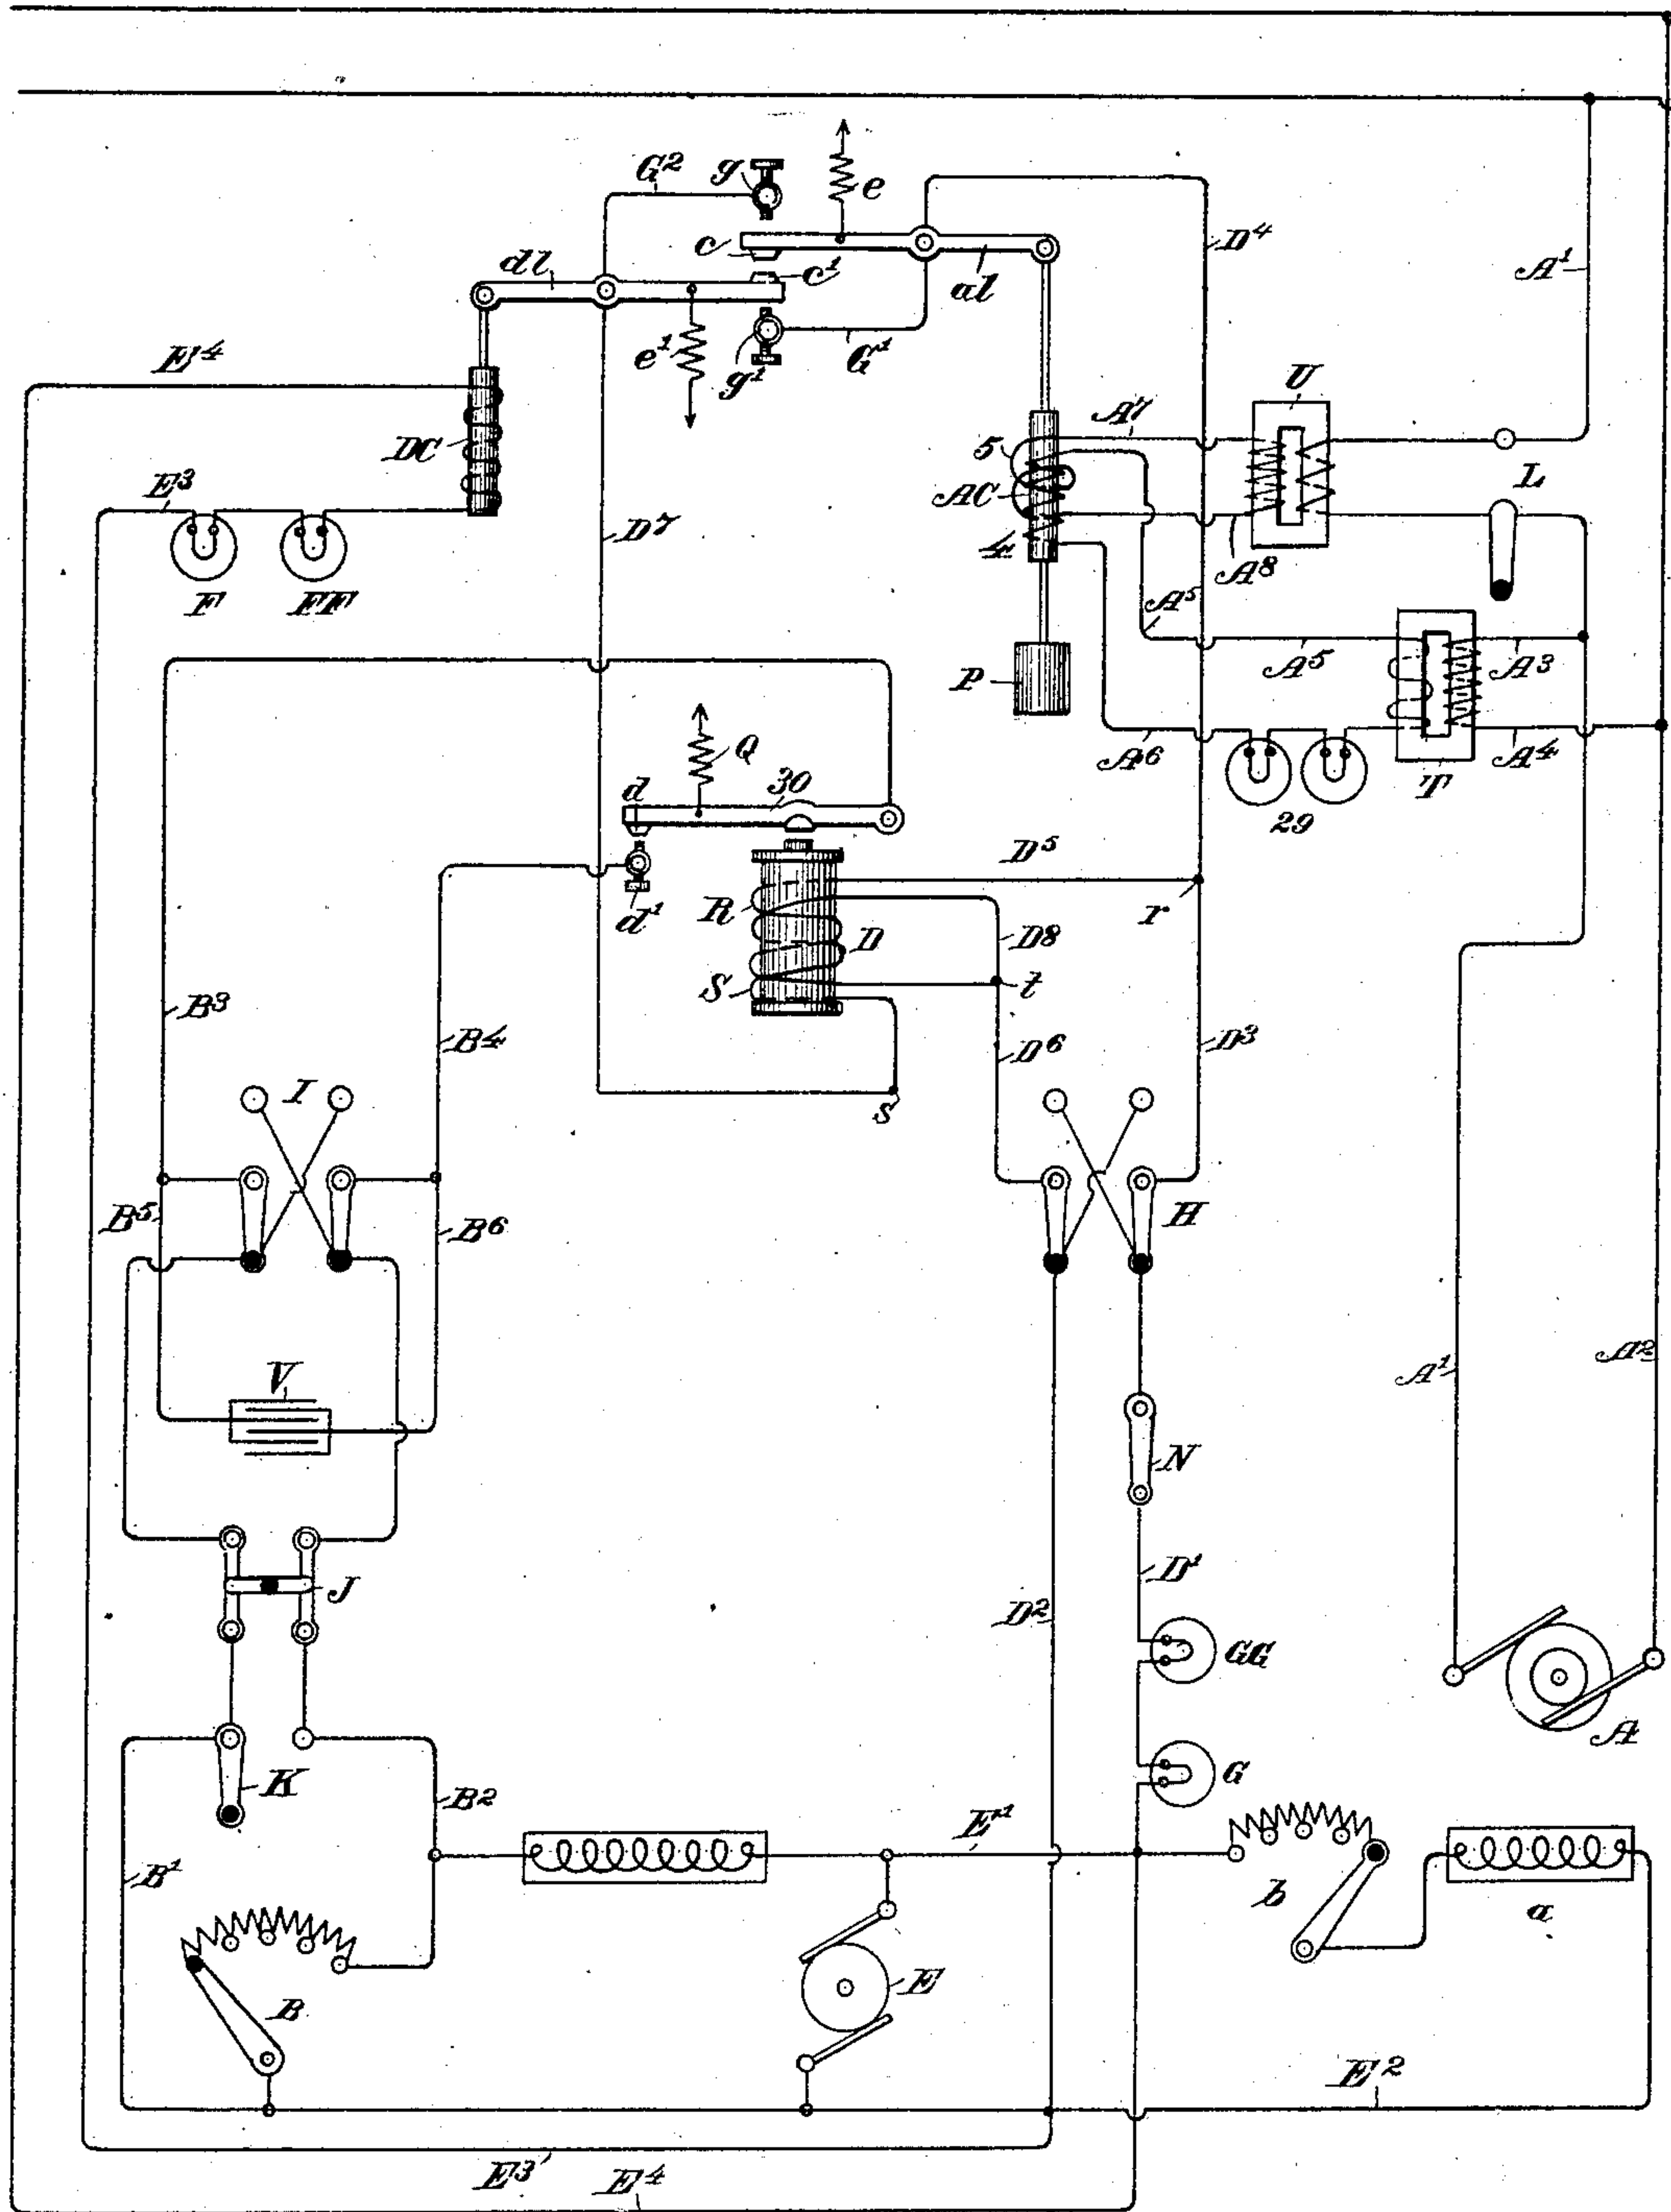 G² g e
c al D⁴ A¹
dl c¹
e¹ g¹ G¹
E⁴ U
A⁷
DC 5
AC L
E³
D⁷ 4 A⁸
F FF A⁵
A⁵ A³
P
Q A⁶ A⁴
d 30 29 T
D⁵
d¹ R r
D D⁸
S t
B³
B⁴ D⁶ D³
I s
H
B⁵ B⁶
A¹ A²
V
N
J D¹
D²
GG
A
K G
B²
E¹
B¹ b a
B E
E²
E³ E⁴